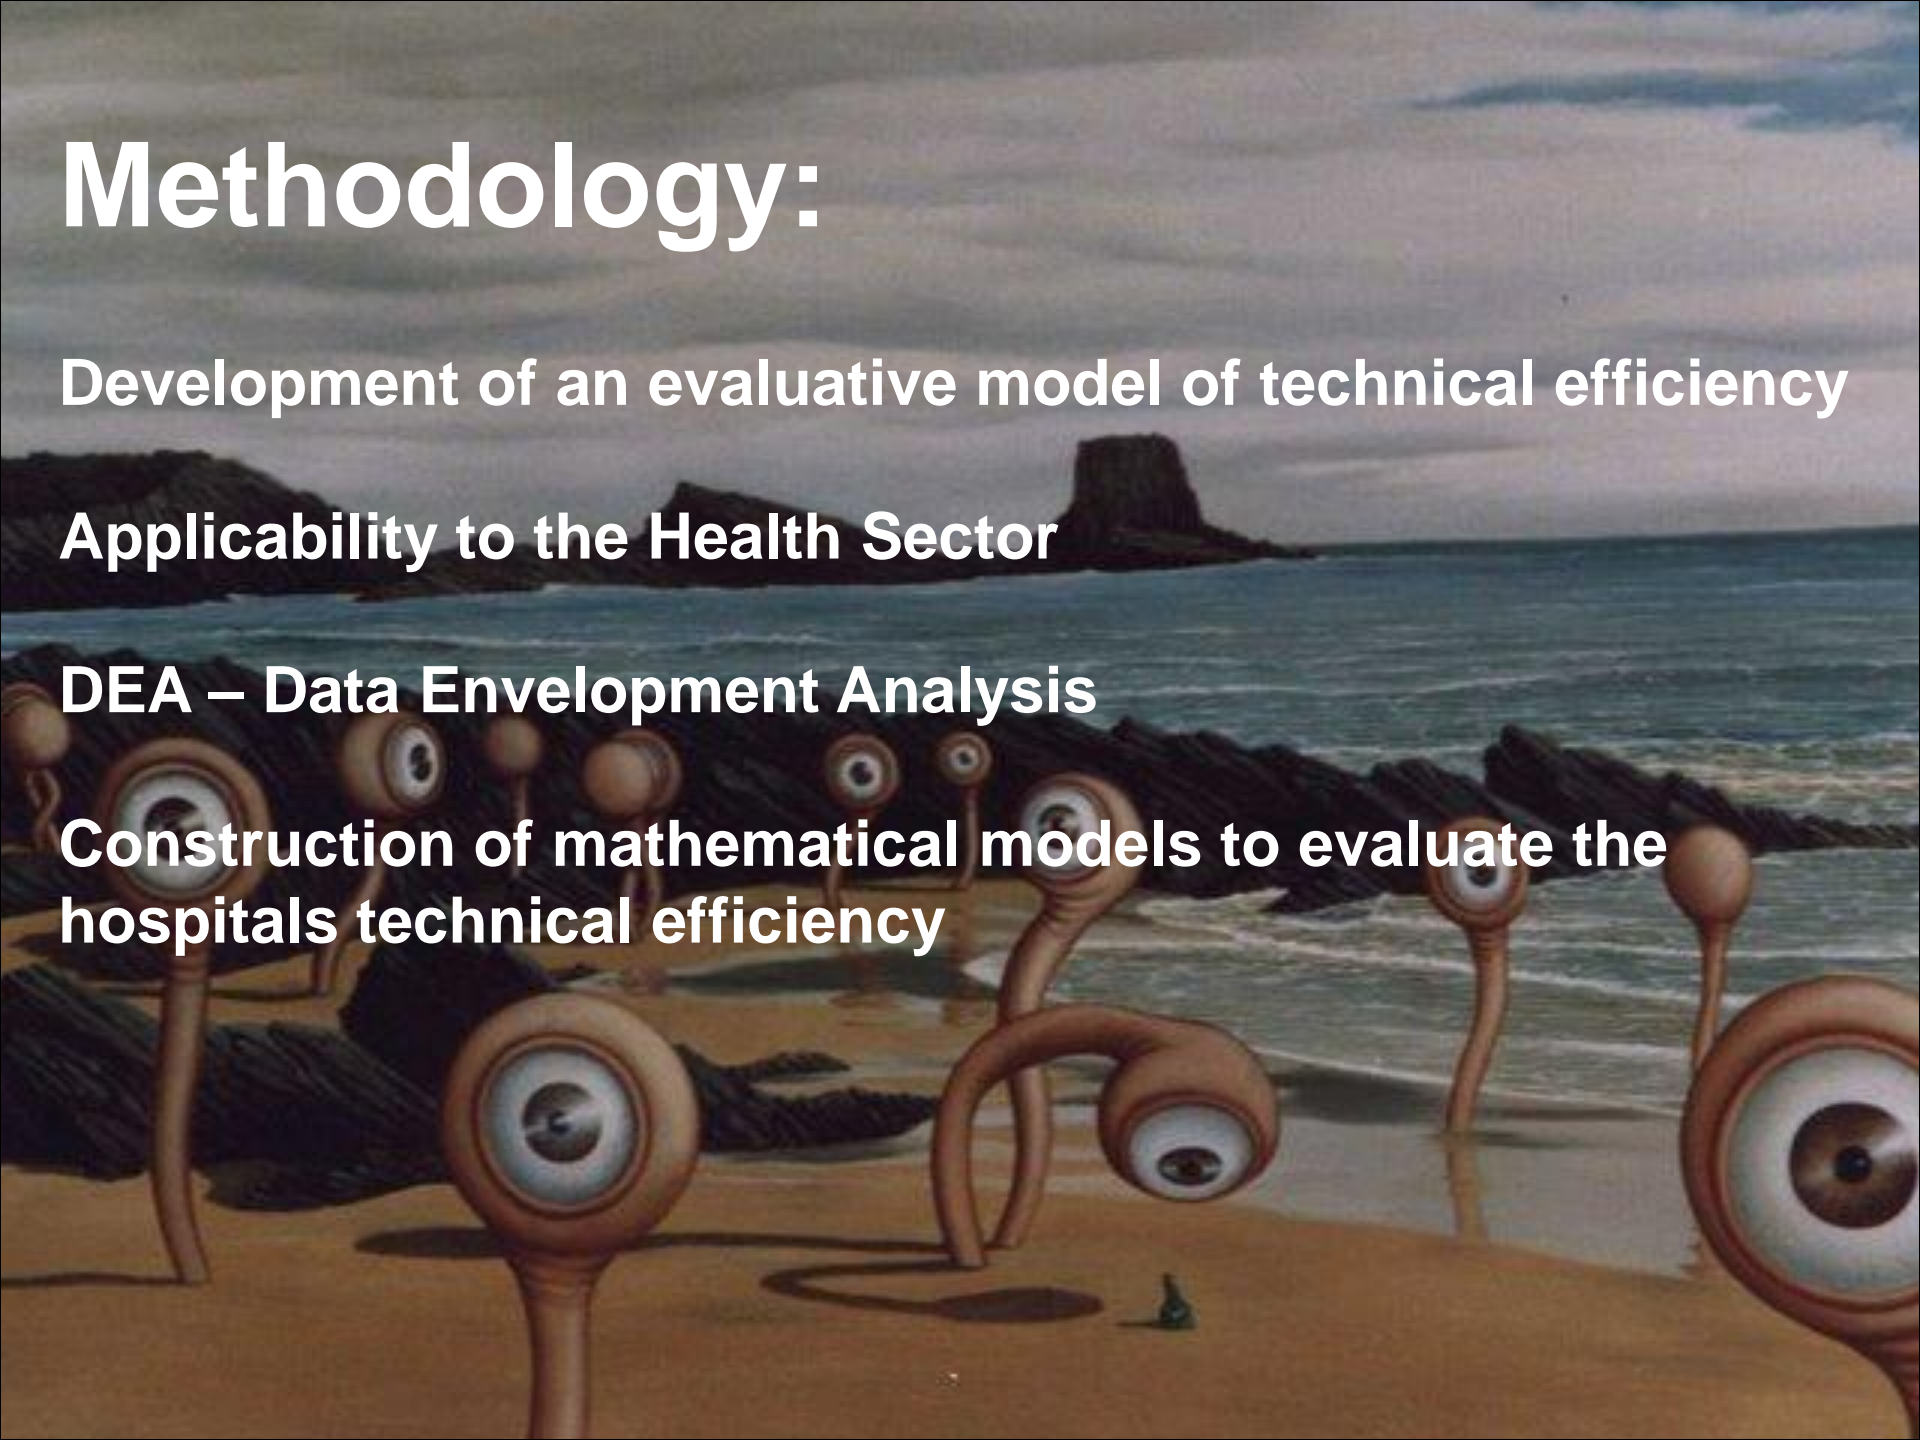 Methodology:
Development of an evaluative model of technical efficiency
Applicability to the Health Sector
DEA – Data Envelopment Analysis
Construction of mathematical models to evaluate the
hospitals technical efficiency